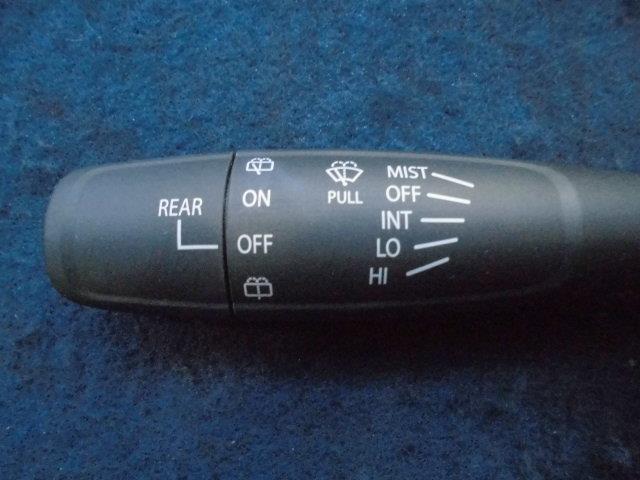 REAR
ON
OFF
PULL
MIST
OFF
INT
LO
HI